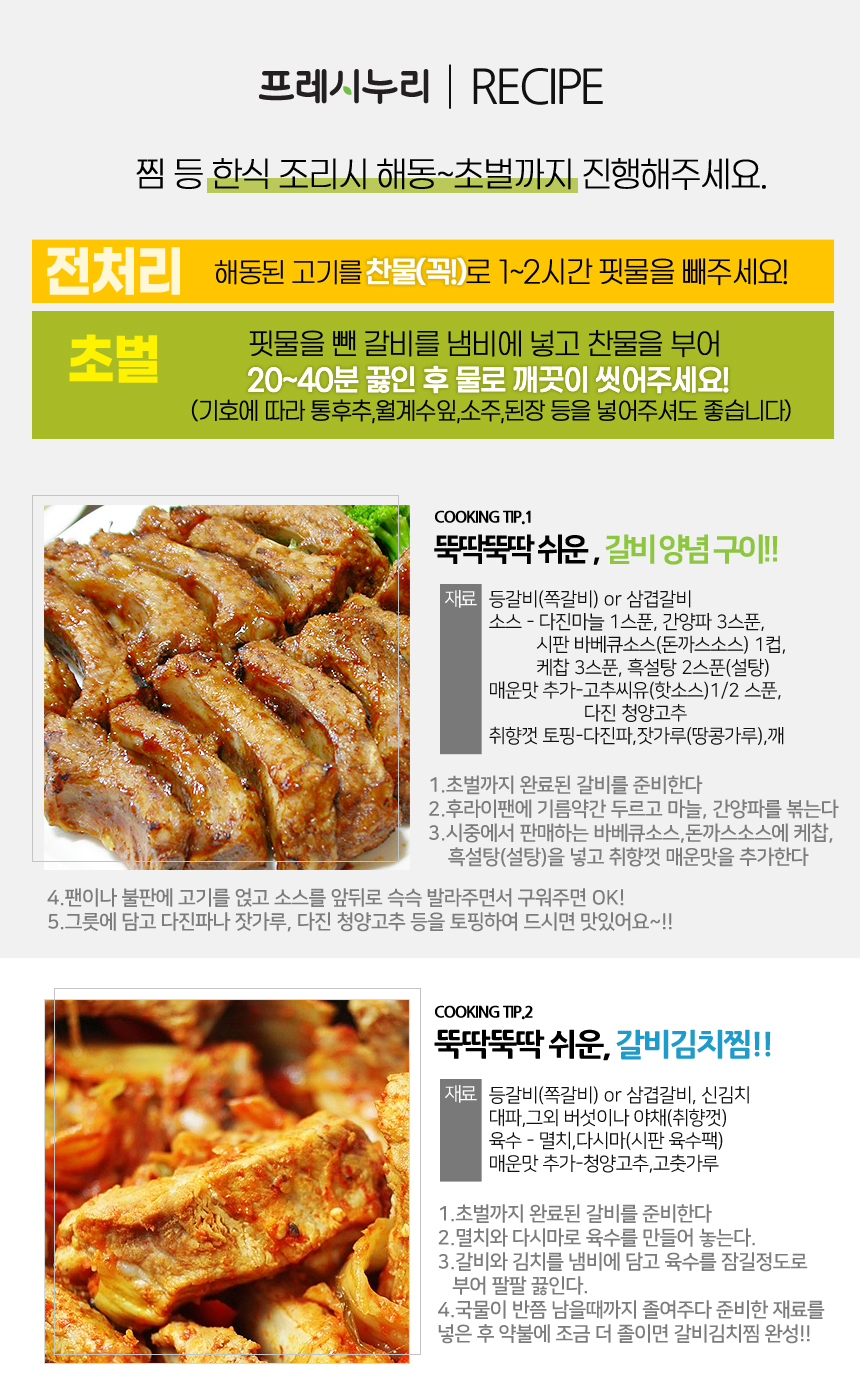 프레시누리 | RECIPE
찜 등 한식 조리시 해동~초벌까지 진행해주세요.
전처리 해동된 고기를 찬물(꼭!)로 1~2시간 핏물을 빼주세요!
초벌
핏물을 뺀 갈비를 냄비에 넣고 찬물을 부어
20~40분 끓인 후 물로 깨끗이 씻어주세요!
(기호에 따라 통후추,월계수잎,소주,된장 등을 넣어주셔도 좋습니다)
COOKING TIP.1
뚝딱뚝딱 쉬운 , 갈비 양념 구이!!
재료 등갈비(쪽갈비) or 삼겹갈비
소스 - 다진마늘 1스푼, 간양파 3스푼,
시판 바베큐소스(돈까스소스) 1컵,
케찹 3스푼, 흑설탕 2스푼(설탕)
매운맛 추가-고추씨유(핫소스)1/2 스푼,
다진 청양고추
취향껏 토핑-다진파,잣가루(땅콩가루),깨
1.초벌까지 완료된 갈비를 준비한다
2.후라이팬에 기름약간 두르고 마늘, 간양파를 볶는다
3.시중에서 판매하는 바베큐소스,돈까스소스에 케찹,
흑설탕(설탕)을 넣고 취향껏 매운맛을 추가한다
4.팬이나 불판에 고기를 얹고 소스를 앞뒤로 슥슥 발라주면서 구워주면 OK!
5.그릇에 담고 다진파나 잣가루, 다진 청양고추 등을 토핑하여 드시면 맛있어요~!!
COOKING TIP.2
뚝딱뚝딱 쉬운, 갈비김치찜!!
재료 등갈비(쪽갈비) or 삼겹갈비, 신김치
대파,그외 버섯이나 야채(취향껏)
육수 - 멸치,다시마(시판 육수팩)
매운맛 추가-청양고추,고춧가루
1.초벌까지 완료된 갈비를 준비한다
2.멸치와 다시마로 육수를 만들어 놓는다.
3.갈비와 김치를 냄비에 담고 육수를 잠길정도로
부어 팔팔 끓인다.
4.국물이 반쯤 남을때까지 졸여주다 준비한 재료를
넣은 후 약불에 조금 더 졸이면 갈비김치찜 완성!!